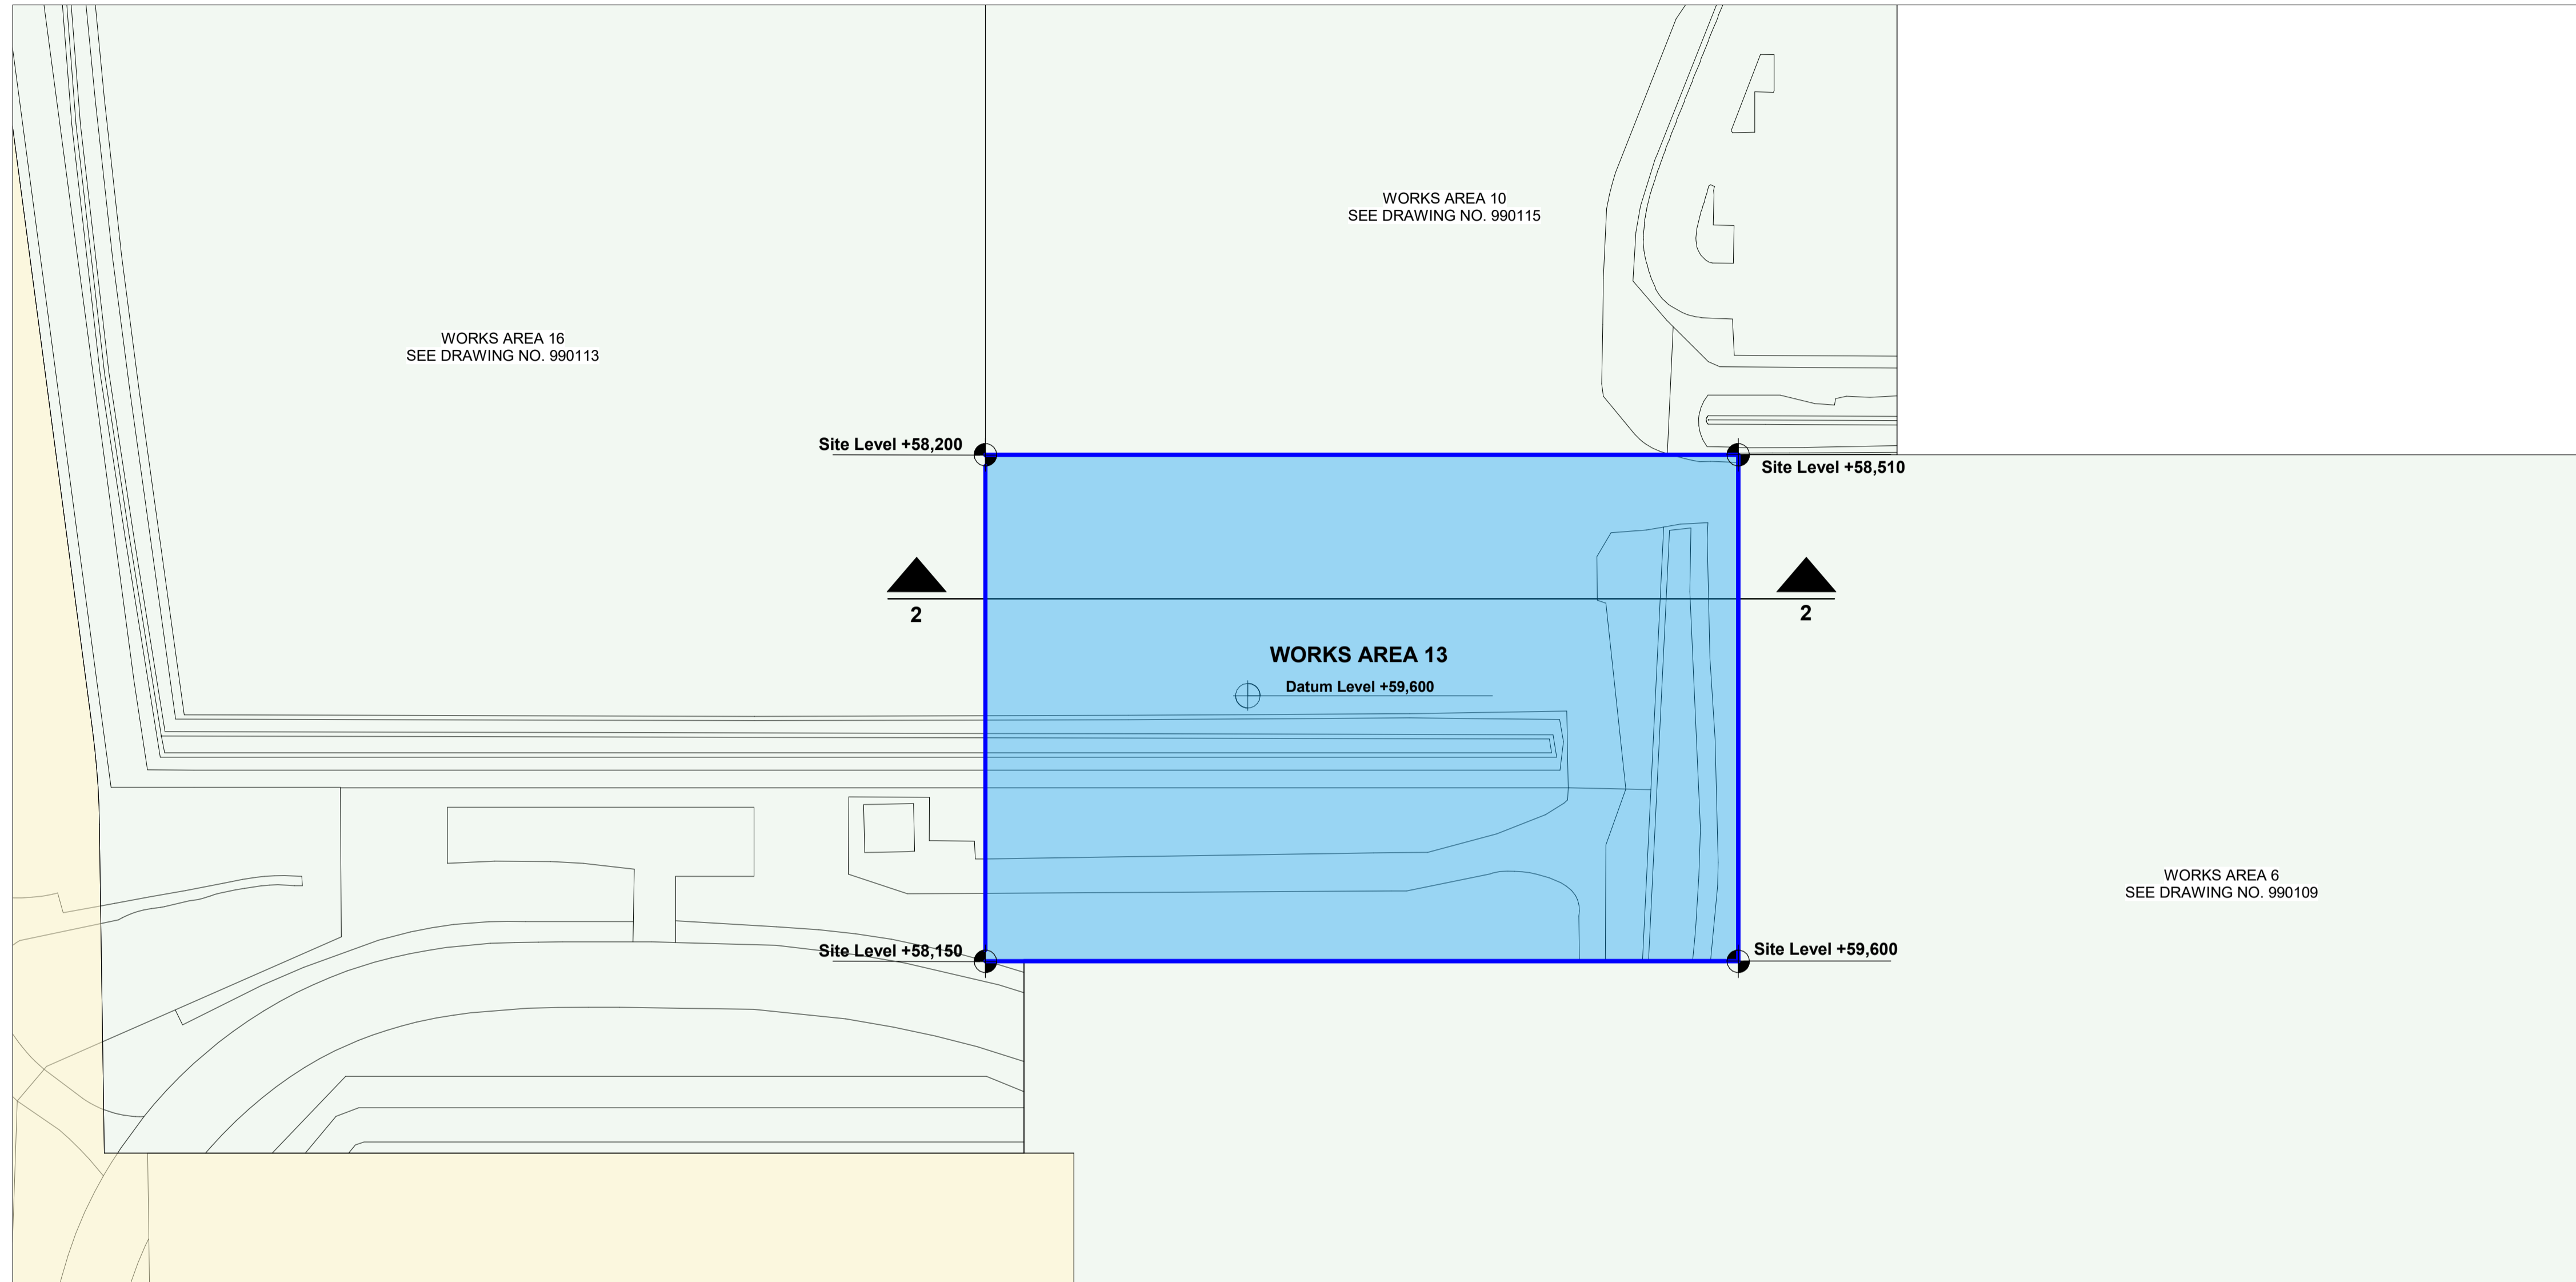 WORKS AREA 10
SEE DRAWING NO. 990115
WORKS AREA 16
SEE DRAWING NO. 990113
Site Level +58,200
Site Level +58,510
2
2
WORKS AREA 13
Datum Level +59,600
WORKS AREA 6
SEE DRAWING NO. 990109
Site Level +58,150
Site Level +59,600